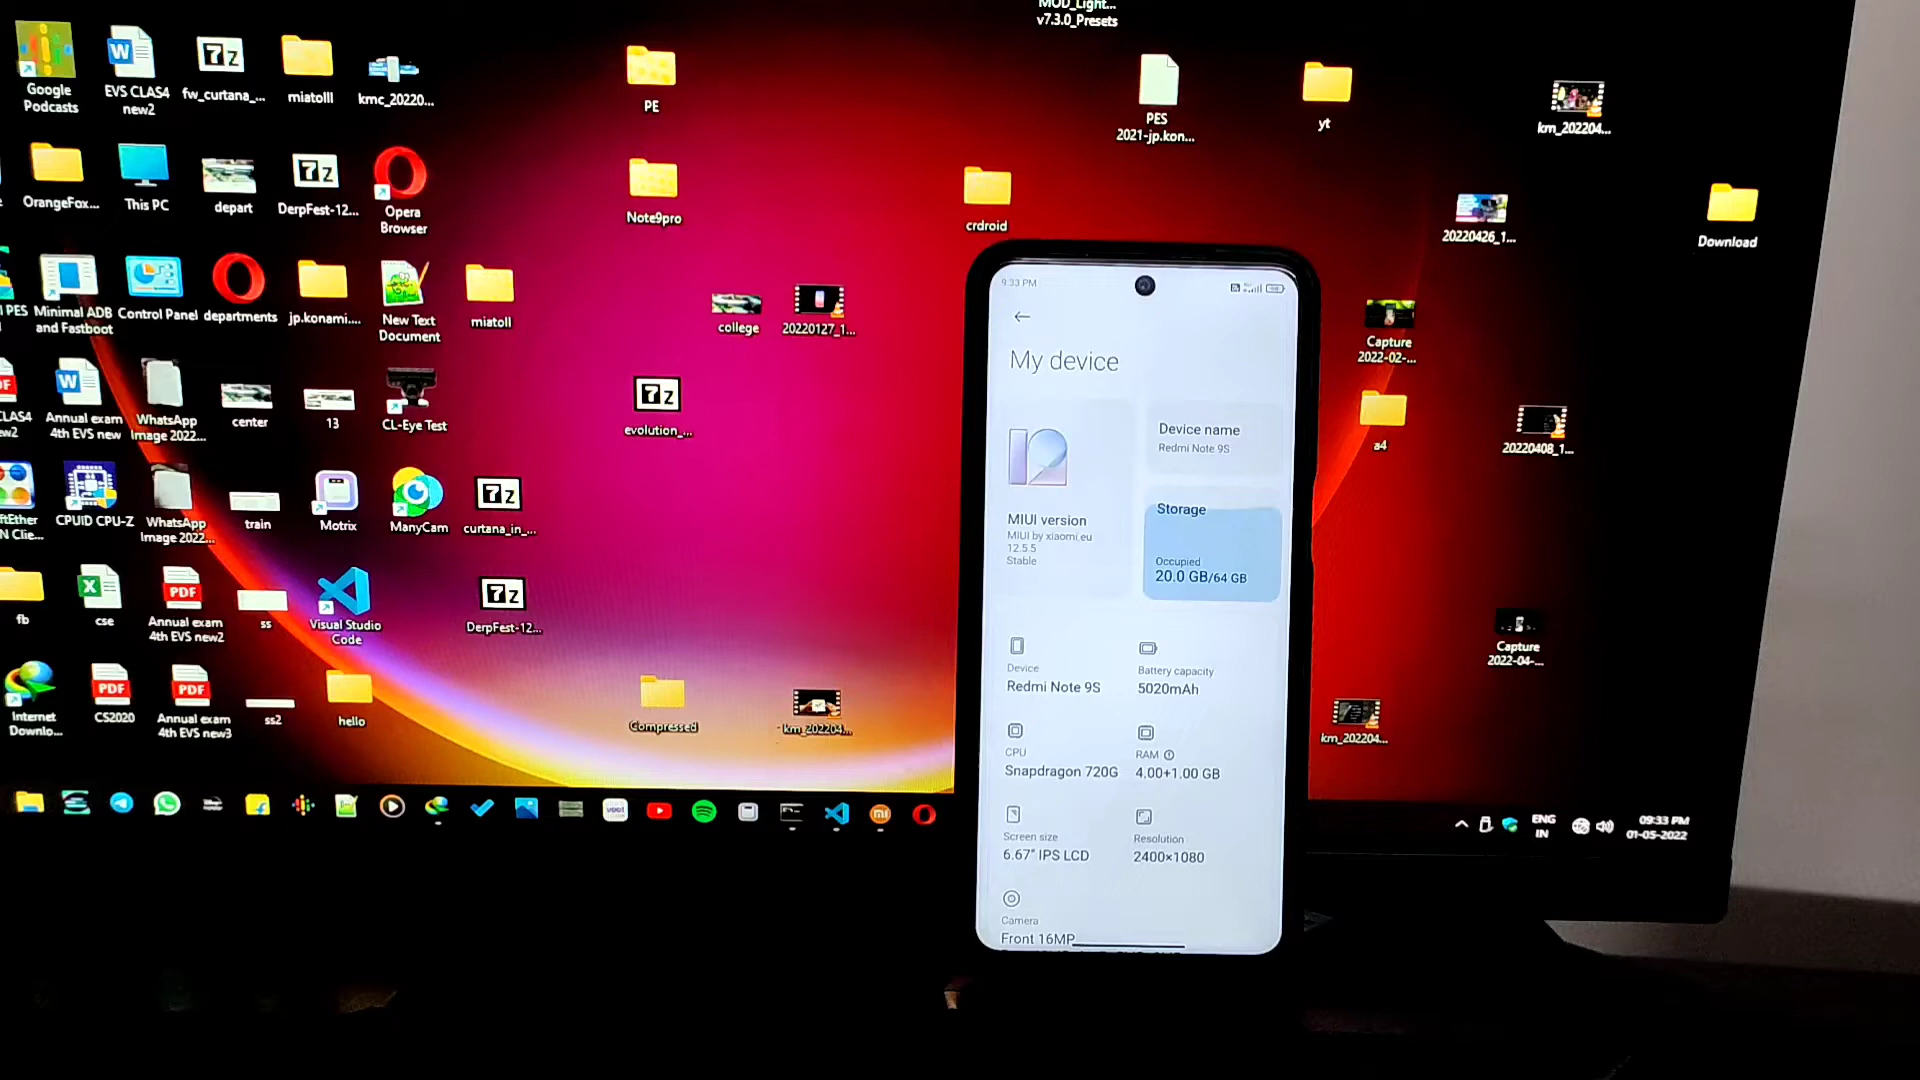 MOD_Light...
v7.3.0_Presets
Google
Podcasts
EVS CLAS4
new2
fw_curtana_...
miatolll
kmc_20220...
PE
PES
2021-jp.kon...
yt
km_202204...
OrangeFox...
This PC
depart
DerpFest-12...
Opera
Browser
Note9pro
crdroid
20220426_1...
Download
PES
Minimal ADB
and Fastboot
Control Panel
departments
jp.konami....
New Text
Document
miatoll
college
20220127_1...
Capture
2022-02-...
CLAS4
Annual exam
4th EVS new
WhatsApp
Image 2022...
center
13
CL-Eye Test
evolution_...
a4
20220408_1...
CPUID CPU-Z
WhatsApp
Image 2022...
train
Motrix
ManyCam
curtana_in_...
fb
cse
PDF
Annual exam
4th EVS new2
ss
Visual Studio
Code
DerpFest-12...
Capture
2022-04-...
Internet
Downlo...
PDF
CS2020
PDF
Annual exam
4th EVS new3
ss2
hello
Compressed
km_202204...
km_202204...
ENG
IN
09:33 PM
01-05-2022
9:33 PM
My device
Device name
Redmi Note 9S
MIUI version
MIUI by xiaomi.eu
12.5.5
Stable
Storage
Occupied
20.0 GB/64 GB
Device
Redmi Note 9S
Battery capacity
5020mAh
CPU
Snapdragon 720G
RAM
4.00+1.00 GB
Screen size
6.67" IPS LCD
Resolution
2400×1080
Camera
Front 16MP